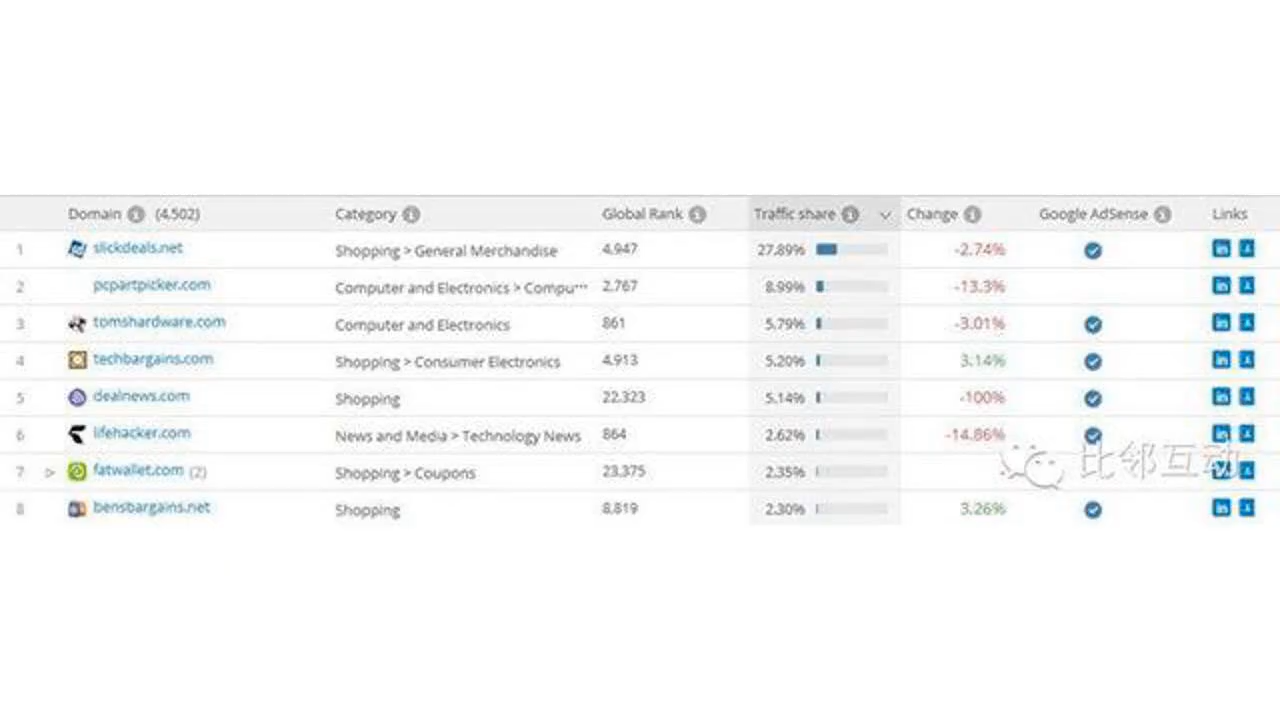 Domain (4,502) Category Global Rank Traffic share Change Google AdSense Links
1 slickdeals.net Shopping > General Merchandise 4,947 27.89% -2.74%
2 pcpartpicker.com Computer and Electronics > Compu··· 2,767 8.99% -13.3%
3 tomshardware.com Computer and Electronics 861 5.79% -3.01%
4 techbargains.com Shopping > Consumer Electronics 4,913 5.20% 3.14%
5 dealnews.com Shopping 22,323 5.14% -100%
6 lifehacker.com News and Media > Technology News 864 2.62% -14.86%
7 fatwallet.com (2) Shopping > Coupons 23,375 2.35%
8 bensbargains.net Shopping 8,819 2.30% 3.26%
比邻互动